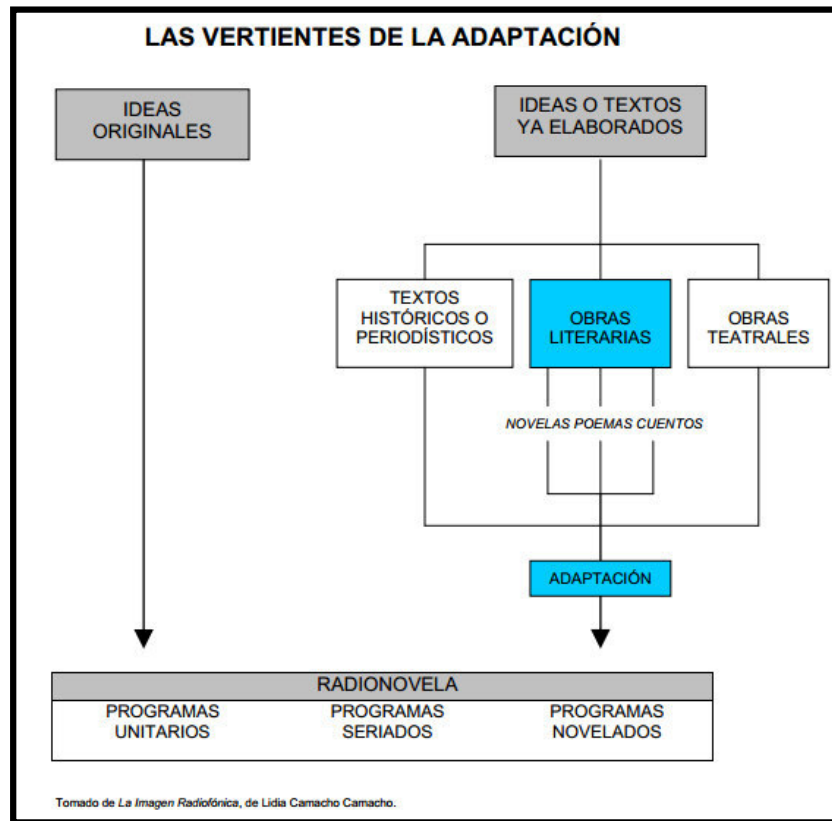 LAS VERTIENTES DE LA ADAPTACIÓN
IDEAS
ORIGINALES
IDEAS O TEXTOS
YA ELABORADOS
TEXTOS
HISTÓRICOS O
PERIODÍSTICOS
OBRAS
LITERARIAS
OBRAS
TEATRALES
NOVELAS POEMAS CUENTOS
ADAPTACIÓN
RADIONOVELA
PROGRAMAS
UNITARIOS
PROGRAMAS
SERIADOS
PROGRAMAS
NOVELADOS
Tomado de La Imagen Radiofónica, de Lidia Camacho Camacho.